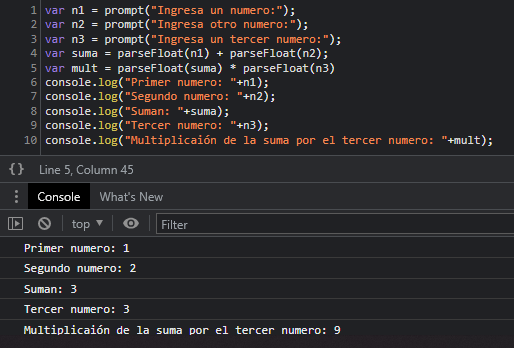 1 var n1 = prompt("Ingresa un numero:");
2 var n2 = prompt("Ingresa otro numero:");
3 var n3 = prompt("Ingresa un tercer numero:");
4 var suma = parseFloat(n1) + parseFloat(n2);
5 var mult = parseFloat(suma) * parseFloat(n3)
6 console.log("Primer numero: "+n1);
7 console.log("Segundo numero: "+n2);
8 console.log("Suman: "+suma);
9 console.log("Tercer numero: "+n3);
10 console.log("Multiplicaión de la suma por el tercer numero: "+mult);
{} Line 5, Column 45
Console What's New
top Filter
Primer numero: 1
Segundo numero: 2
Suman: 3
Tercer numero: 3
Multiplicaión de la suma por el tercer numero: 9